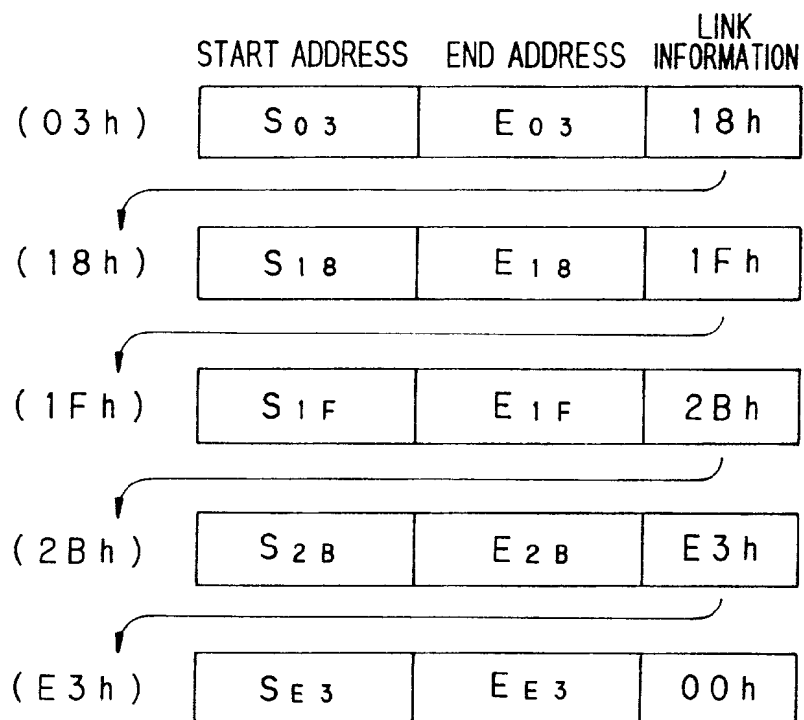 START ADDRESS END ADDRESS LINK INFORMATION
(03h) S03 E03 18h
(18h) S18 E18 1Fh
(1Fh) S1F E1F 2Bh
(2Bh) S2B E2B E3h
(E3h) SE3 EE3 00h